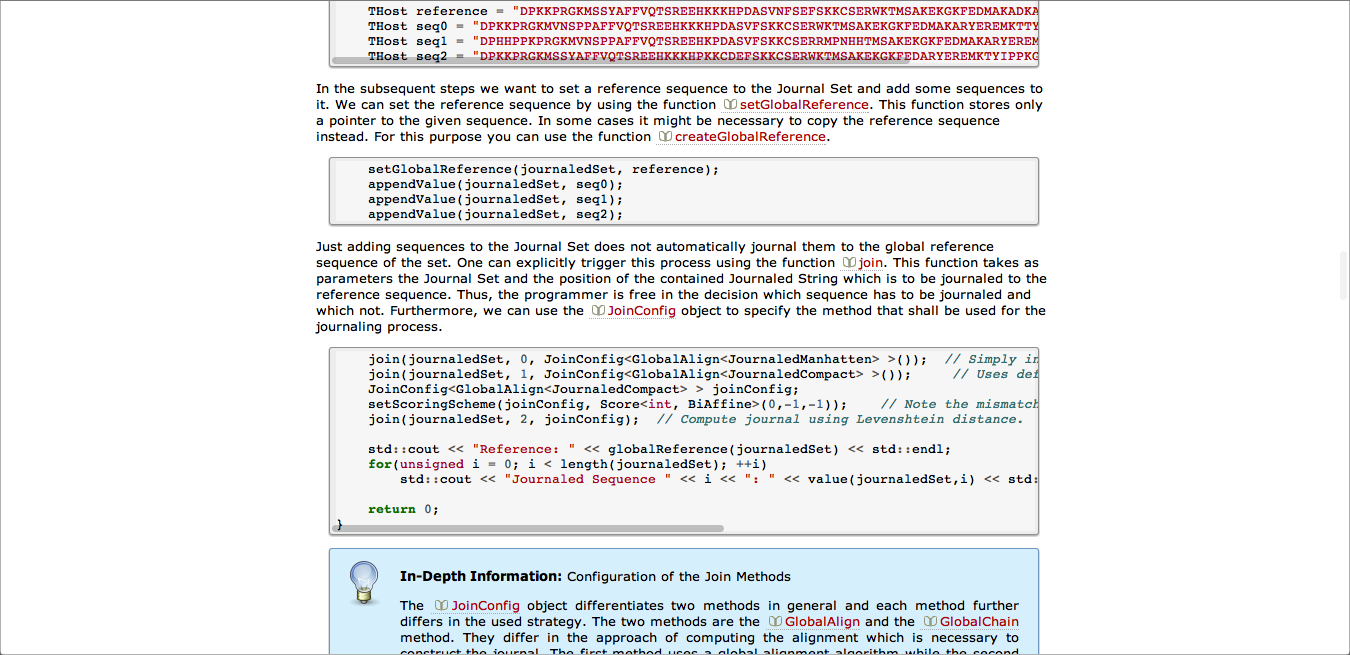 THost reference = "DPKKPRGKMSSYAFFVQTSREEHKKKHPDASVNFSEFSKKCSERWKTMSAKEKGKFEDMAKADKA
THost seq0 = "DPKKPRGKMVNSPPAFFVQTSREEHKKKHPDASVFSKKCSERWKTMSAKEKGKFEDMAKARYEREMKTTY
THost seq1 = "DPHHPPKPRGKMVNSPPAFFVQTSREEHKPDASVFSKKCSERRMPNHHTMSAKEKGKFEDMAKARYEREM
THost seq2 = "DPKKPRGKMSSYAFFVQTSREEHKKKHPKKCDEFSKKCSERWKTMSAKEKGKFEDARYEREMKTYIPPKG
In the subsequent steps we want to set a reference sequence to the Journal Set and add some sequences to
it. We can set the reference sequence by using the function setGlobalReference. This function stores only
a pointer to the given sequence. In some cases it might be necessary to copy the reference sequence
instead. For this purpose you can use the function createGlobalReference.
setGlobalReference(journaledSet, reference);
appendValue(journaledSet, seq0);
appendValue(journaledSet, seq1);
appendValue(journaledSet, seq2);
Just adding sequences to the Journal Set does not automatically journal them to the global reference
sequence of the set. One can explicitly trigger this process using the function join. This function takes as
parameters the Journal Set and the position of the contained Journaled String which is to be journaled to the
reference sequence. Thus, the programmer is free in the decision which sequence has to be journaled and
which not. Furthermore, we can use the JoinConfig object to specify the method that shall be used for the
journaling process.
join(journaledSet, 0, JoinConfig<GlobalAlign<JournaledManhatten> >());  // Simply in
join(journaledSet, 1, JoinConfig<GlobalAlign<JournaledCompact> >());     // Uses def
JoinConfig<GlobalAlign<JournaledCompact> > joinConfig;
setScoringScheme(joinConfig, Score<int, BiAffine>(0,-1,-1));    // Note the mismatch
join(journaledSet, 2, joinConfig);  // Compute journal using Levenshtein distance.
std::cout << "Reference: " << globalReference(journaledSet) << std::endl;
for(unsigned i = 0; i < length(journaledSet); ++i)
std::cout << "Journaled Sequence " << i << ": " << value(journaledSet,i) << std:
return 0;
}
In-Depth Information: Configuration of the Join Methods
The JoinConfig object differentiates two methods in general and each method further
differs in the used strategy. The two methods are the GlobalAlign and the GlobalChain
method. They differ in the approach of computing the alignment which is necessary to
construct the journal. The first method uses a global alignment algorithm while the second